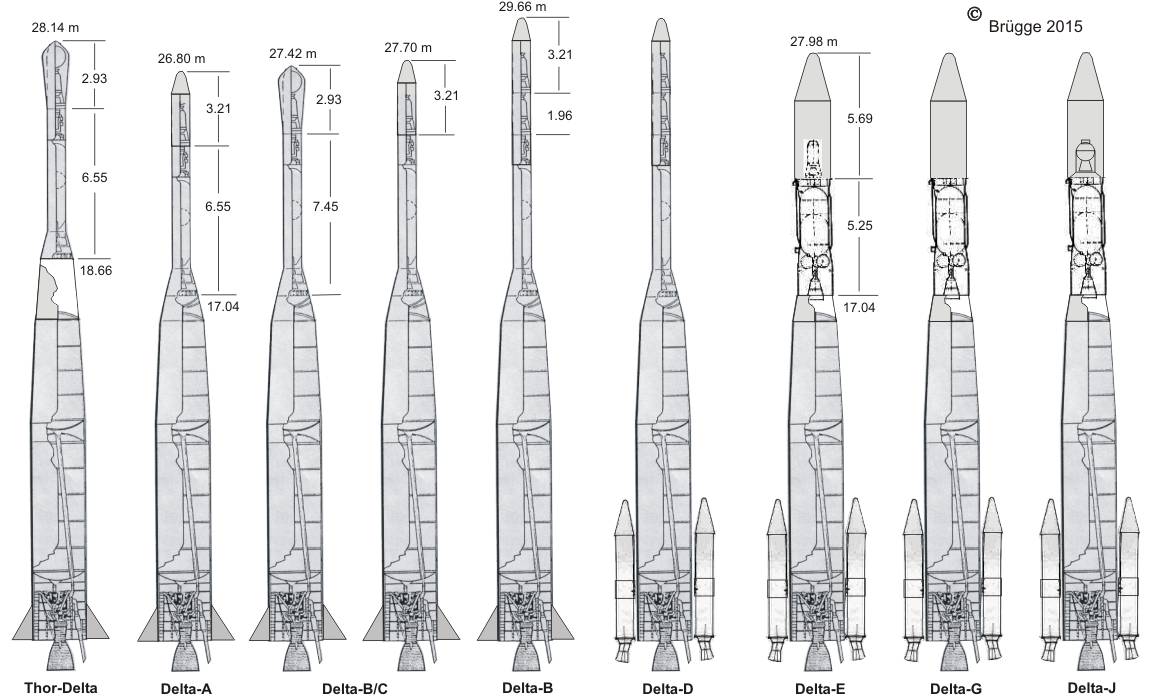 ©
Brügge 2015
28.14 m
2.93
6.55
18.66
26.80 m
3.21
6.55
17.04
27.42 m
2.93
7.45
27.70 m
3.21
29.66 m
3.21
1.96
27.98 m
5.69
5.25
17.04
Thor-Delta
Delta-A
Delta-B/C
Delta-B
Delta-D
Delta-E
Delta-G
Delta-J